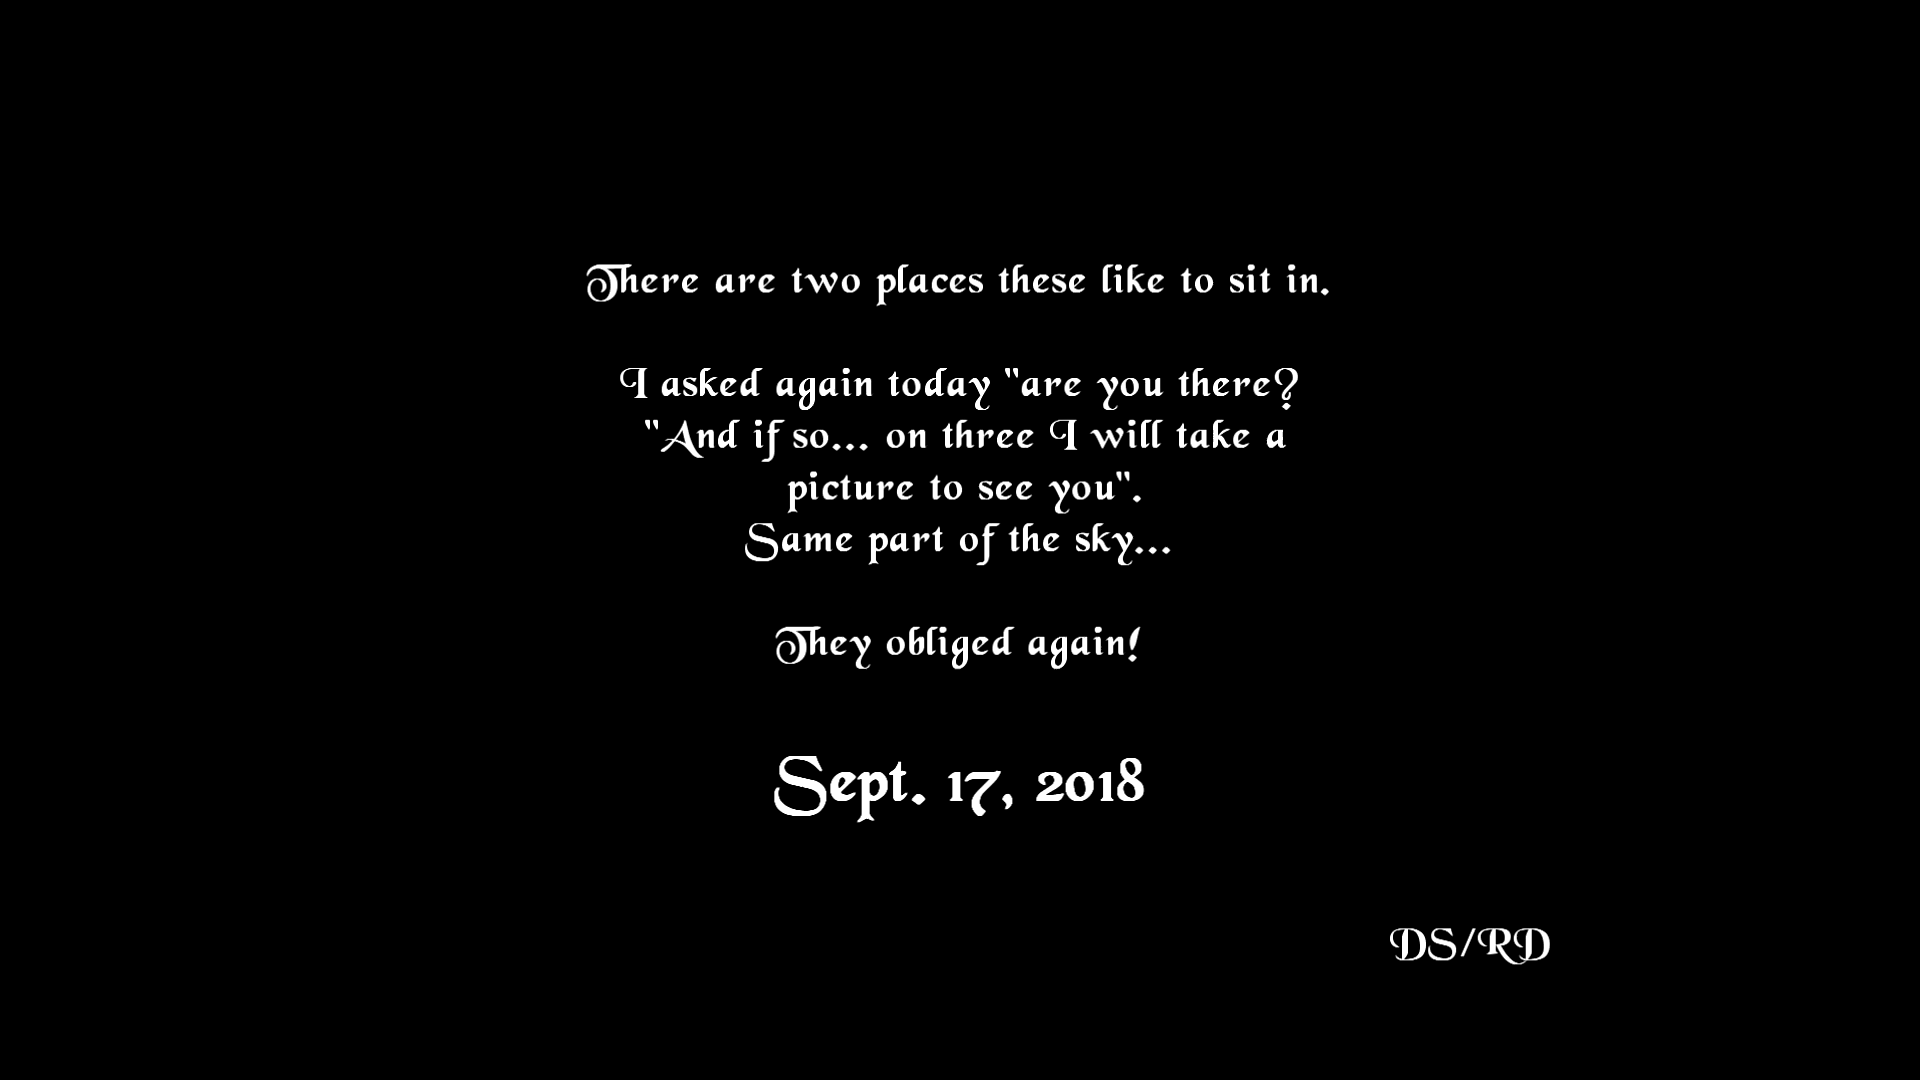 There are two places these like to sit in.
I asked again today "are you there?
"And if so... on three I will take a
picture to see you".
Same part of the sky...
They obliged again!
Sept. 17, 2018
DS/RD